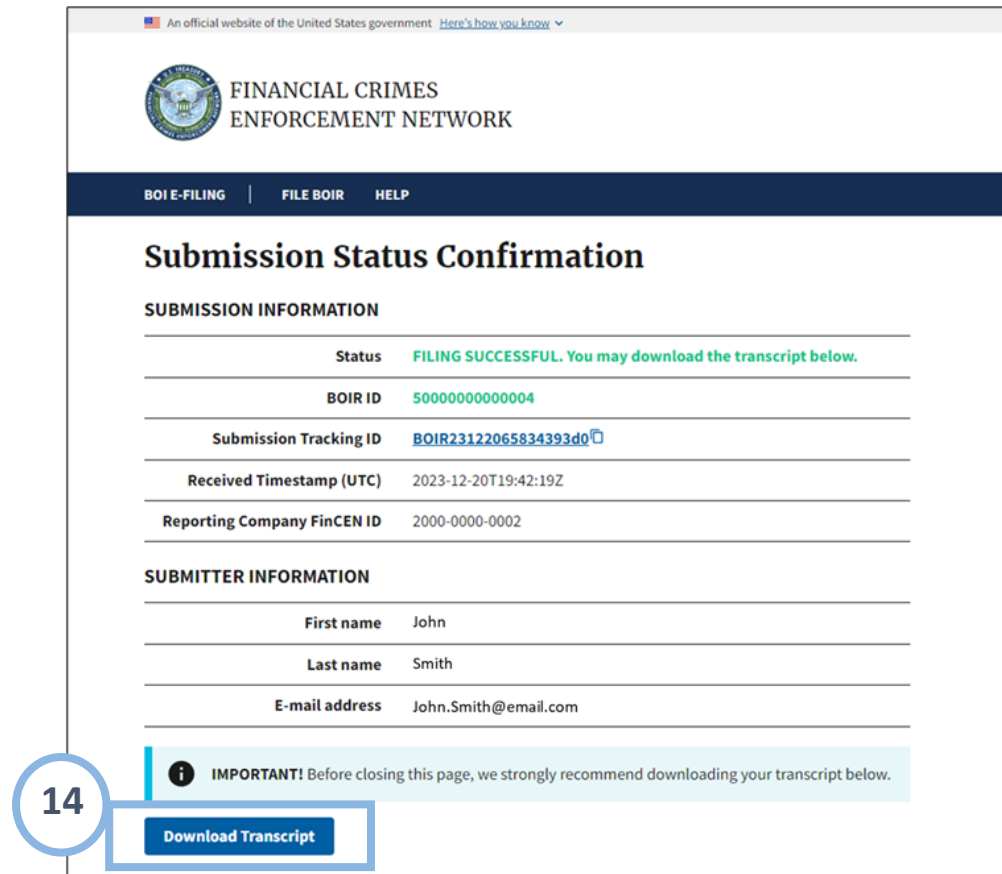 An official website of the United States government Here's how you know
FINANCIAL CRIMES
ENFORCEMENT NETWORK
BOI E-FILING | FILE BOIR HELP
Submission Status Confirmation
SUBMISSION INFORMATION
Status FILING SUCCESSFUL. You may download the transcript below.
BOIR ID 50000000000004
Submission Tracking ID BOIR23122065834393d0
Received Timestamp (UTC) 2023-12-20T19:42:19Z
Reporting Company FinCEN ID 2000-0000-0002
SUBMITTER INFORMATION
First name John
Last name Smith
E-mail address John.Smith@email.com
IMPORTANT! Before closing this page, we strongly recommend downloading your transcript below.
14
Download Transcript